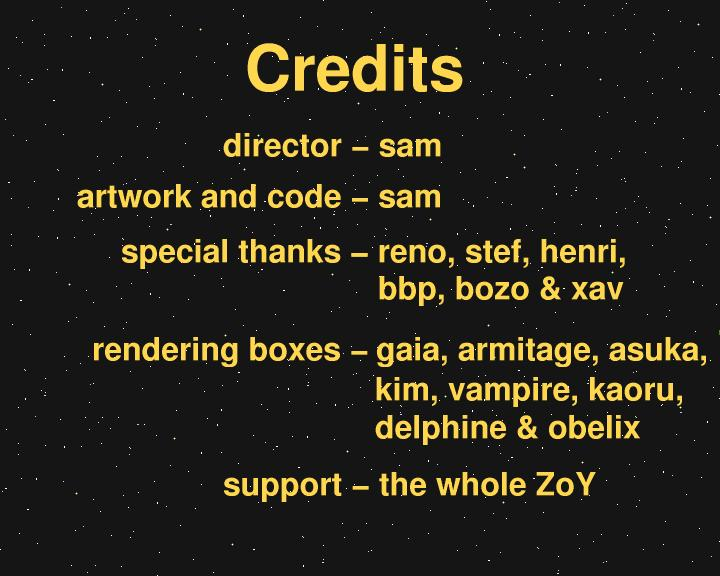 Credits
director – sam
artwork and code – sam
special thanks – reno, stef, henri,
bbp, bozo & xav
rendering boxes – gaia, armitage, asuka,
kim, vampire, kaoru,
delphine & obelix
support – the whole ZoY